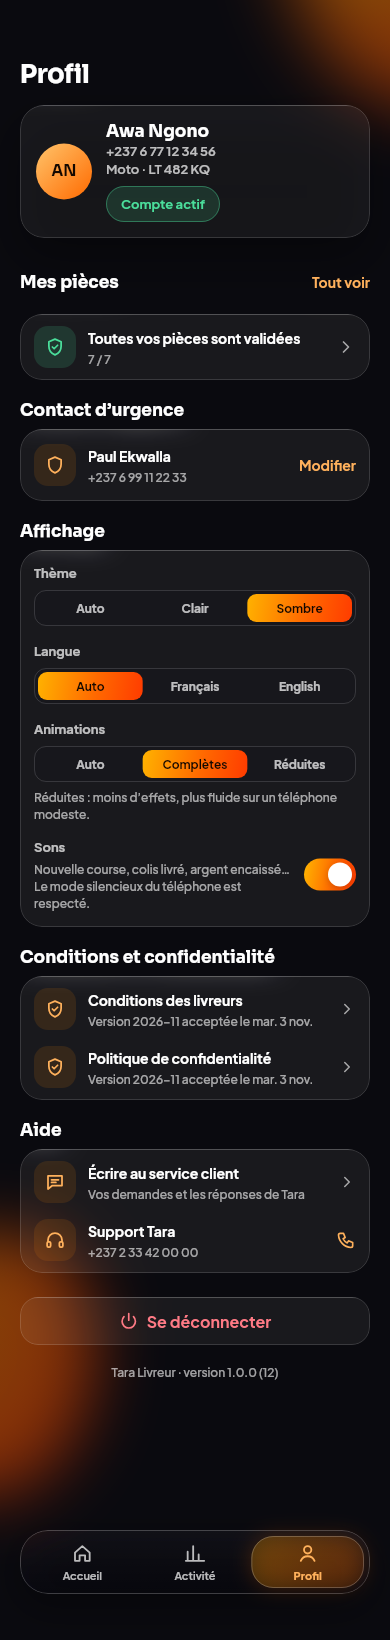 Profil
AN
Awa Ngono
+237 6 77 12 34 56
Moto · LT 482 KQ
Compte actif
Mes pièces
Tout voir
Toutes vos pièces sont validées
7 / 7
Contact d’urgence
Paul Ekwalla
+237 6 99 11 22 33
Modifier
Affichage
Thème
Auto Clair Sombre
Langue
Auto Français English
Animations
Auto Complètes Réduites
Réduites : moins d’effets, plus fluide sur un téléphone
modeste.
Sons
Nouvelle course, colis livré, argent encaissé…
Le mode silencieux du téléphone est
respecté.
Conditions et confidentialité
Conditions des livreurs
Version 2026-11 acceptée le mar. 3 nov.
Politique de confidentialité
Version 2026-11 acceptée le mar. 3 nov.
Aide
Écrire au service client
Vos demandes et les réponses de Tara
Support Tara
+237 2 33 42 00 00
Se déconnecter
Tara Livreur · version 1.0.0 (12)
Accueil Activité Profil